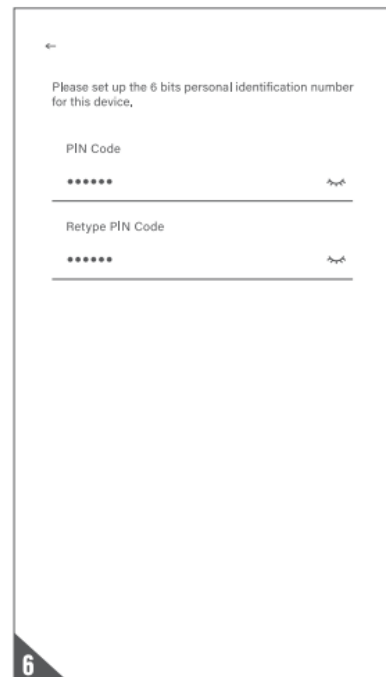 Please set up the 6 bits personal identification number
for this device,
PIN Code
••••••
Retype PIN Code
••••••
6